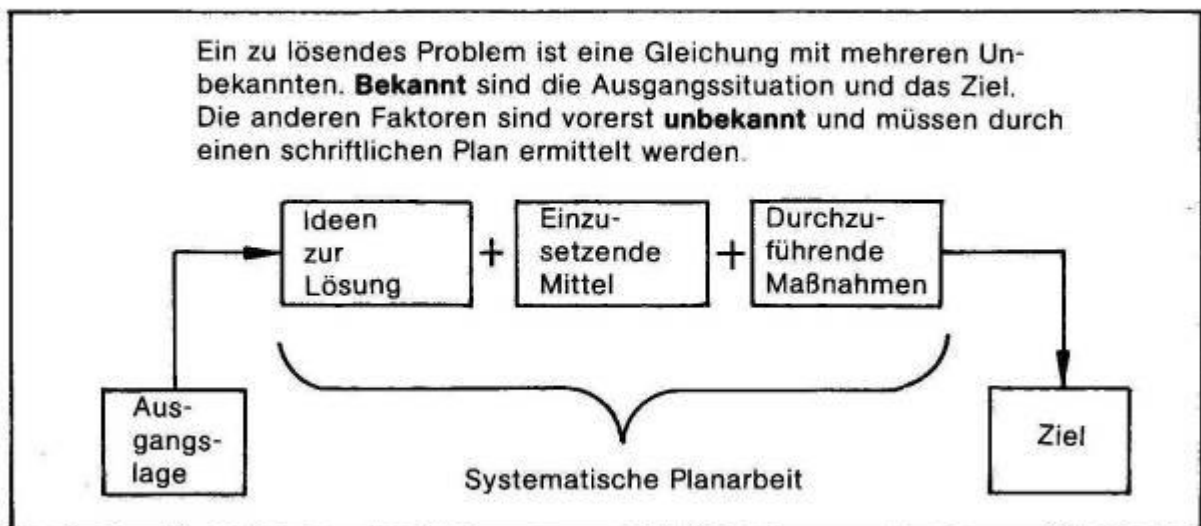 Ein zu lösendes Problem ist eine Gleichung mit mehreren Un-
bekannten. Bekannt sind die Ausgangssituation und das Ziel.
Die anderen Faktoren sind vorerst unbekannt und müssen durch
einen schriftlichen Plan ermittelt werden.
Ideen
zur
Lösung
+
Einzu-
setzende
Mittel
+
Durchzu-
führende
Maßnahmen
Aus-
gangs-
lage
Systematische Planarbeit
Ziel